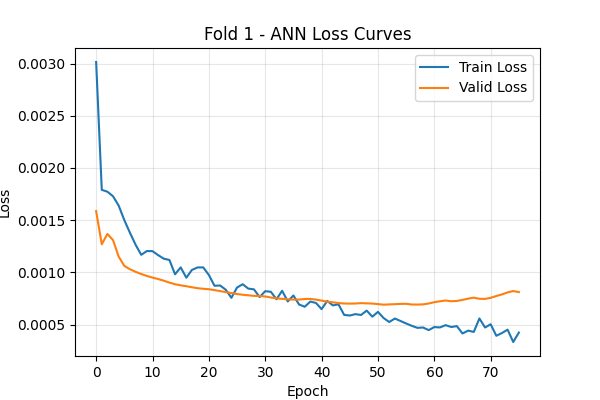 Fold 1 - ANN Loss Curves
Train Loss
Valid Loss
0.0030
0.0025
0.0020
0.0015
0.0010
0.0005
Loss
0 10 20 30 40 50 60 70
Epoch